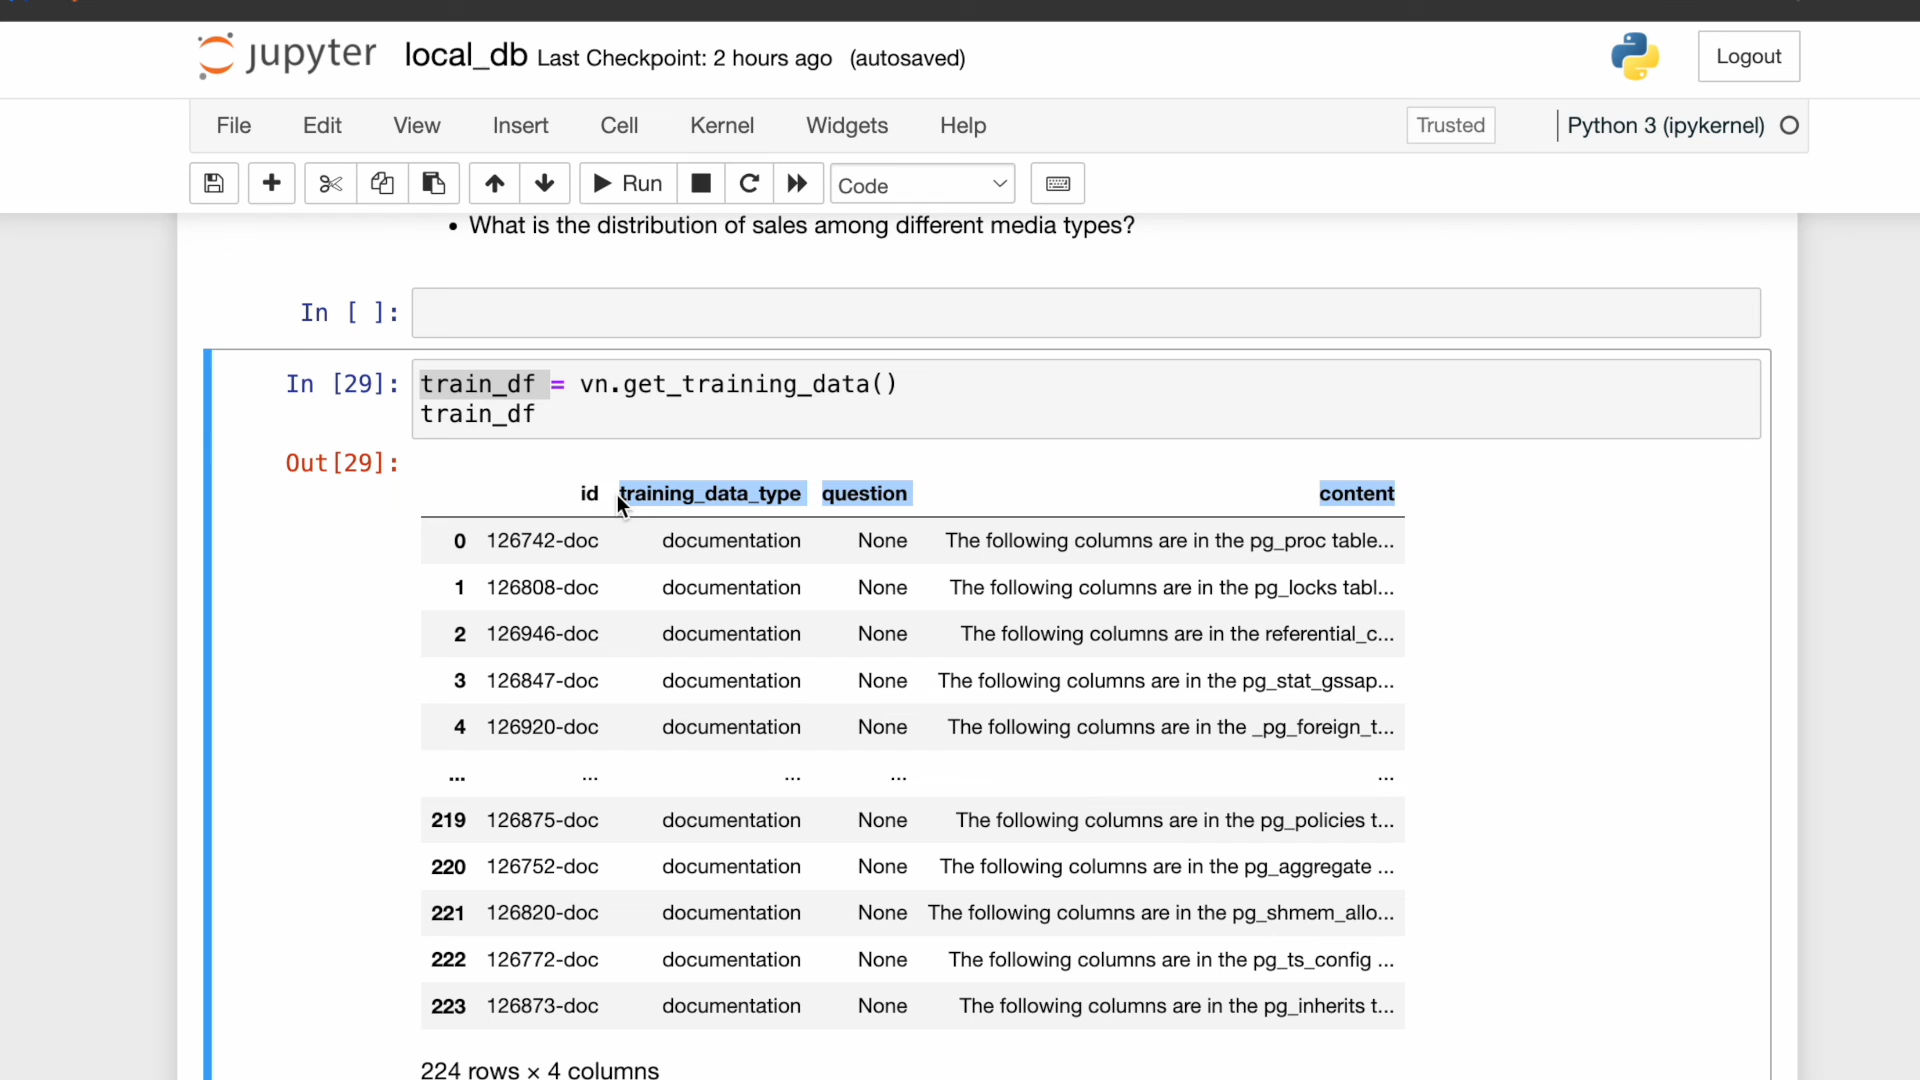 jupyter local_db Last Checkpoint: 2 hours ago (autosaved) Logout
File Edit View Insert Cell Kernel Widgets Help Trusted Python 3 (ipykernel)
Run Code
• What is the distribution of sales among different media types?
In [ ]:
In [29]: train_df = vn.get_training_data()
train_df
Out[29]:
id training_data_type question content
0 126742-doc documentation None The following columns are in the pg_proc table...
1 126808-doc documentation None The following columns are in the pg_locks tabl...
2 126946-doc documentation None The following columns are in the referential_c...
3 126847-doc documentation None The following columns are in the pg_stat_gssap...
4 126920-doc documentation None The following columns are in the _pg_foreign_t...
... ... ... ... ...
219 126875-doc documentation None The following columns are in the pg_policies t...
220 126752-doc documentation None The following columns are in the pg_aggregate ...
221 126820-doc documentation None The following columns are in the pg_shmem_allo...
222 126772-doc documentation None The following columns are in the pg_ts_config ...
223 126873-doc documentation None The following columns are in the pg_inherits t...
224 rows × 4 columns